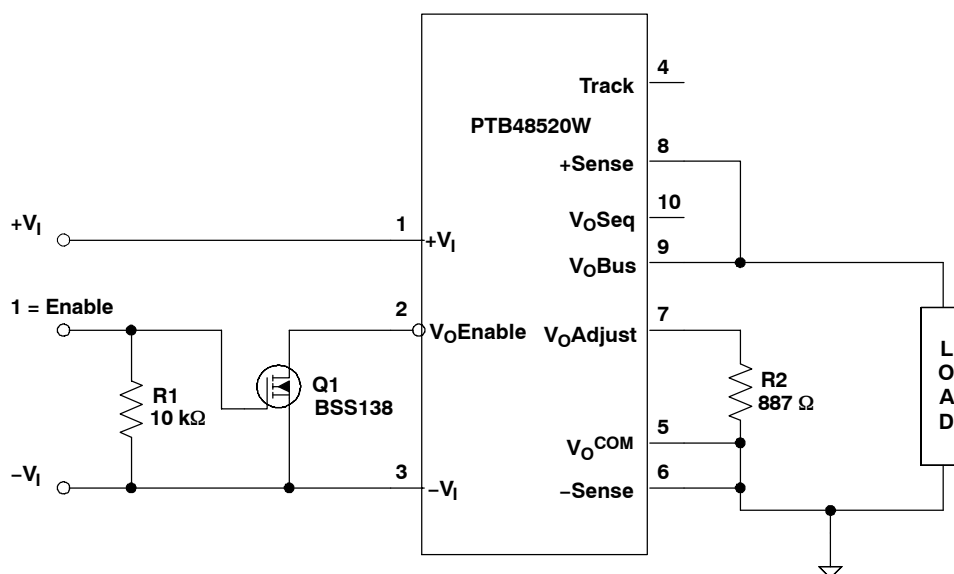 4
Track
PTB48520W
8
+Sense
10
VOSeq
+VI
1
+VI
9
VOBus
1 = Enable
2
VOEnable
7
VOAdjust
R1
10 kΩ
Q1
BSS138
R2
887 Ω
L
O
A
D
5
VOCOM
−VI
3
−VI
6
−Sense